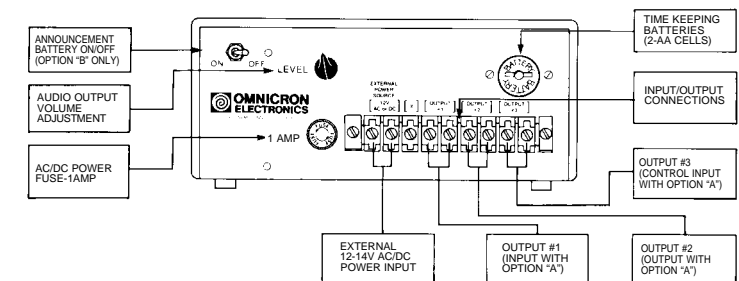 ANNOUNCEMENT
BATTERY ON/OFF
(OPTION "B" ONLY)
AUDIO OUTPUT
VOLUME
ADJUSTMENT
AC/DC POWER
FUSE-1AMP
ON OFF
LEVEL
OMNICRON
ELECTRONICS
1 AMP
FUSE
EXTERNAL
POWER
SOURCE
12V
AC or DC
OUTPUT
#1
OUTPUT
#2
OUTPUT
#3
BATTERY
BATTERY
TIME KEEPING
BATTERIES
(2-AA CELLS)
INPUT/OUTPUT
CONNECTIONS
OUTPUT #3
(CONTROL INPUT
WITH OPTION "A")
EXTERNAL
12-14V AC/DC
POWER INPUT
OUTPUT #1
(INPUT WITH
OPTION "A")
OUTPUT #2
(OUTPUT WITH
OPTION "A")